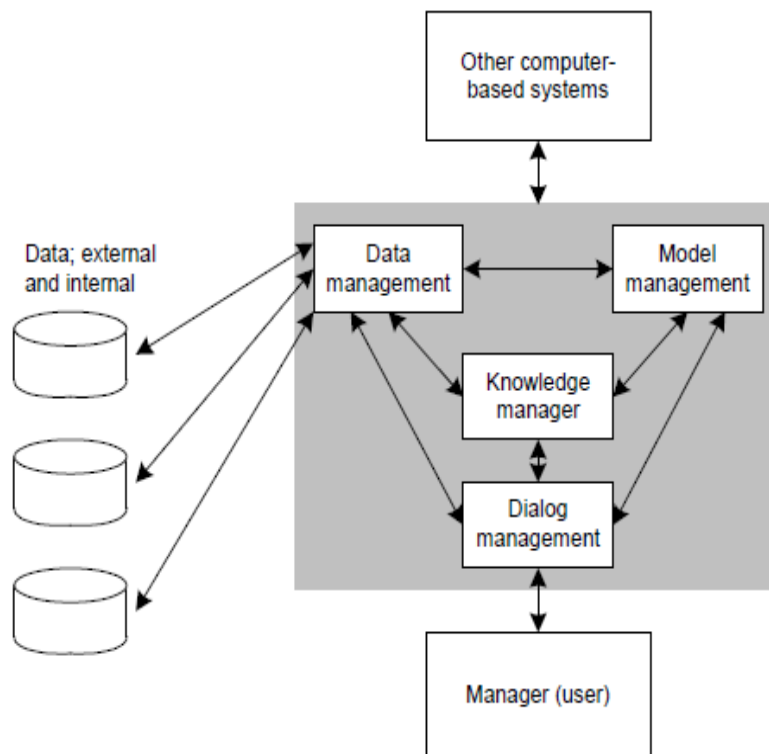 Other computer-
based systems
Data; external
and internal
Data
management
Model
management
Knowledge
manager
Dialog
management
Manager (user)